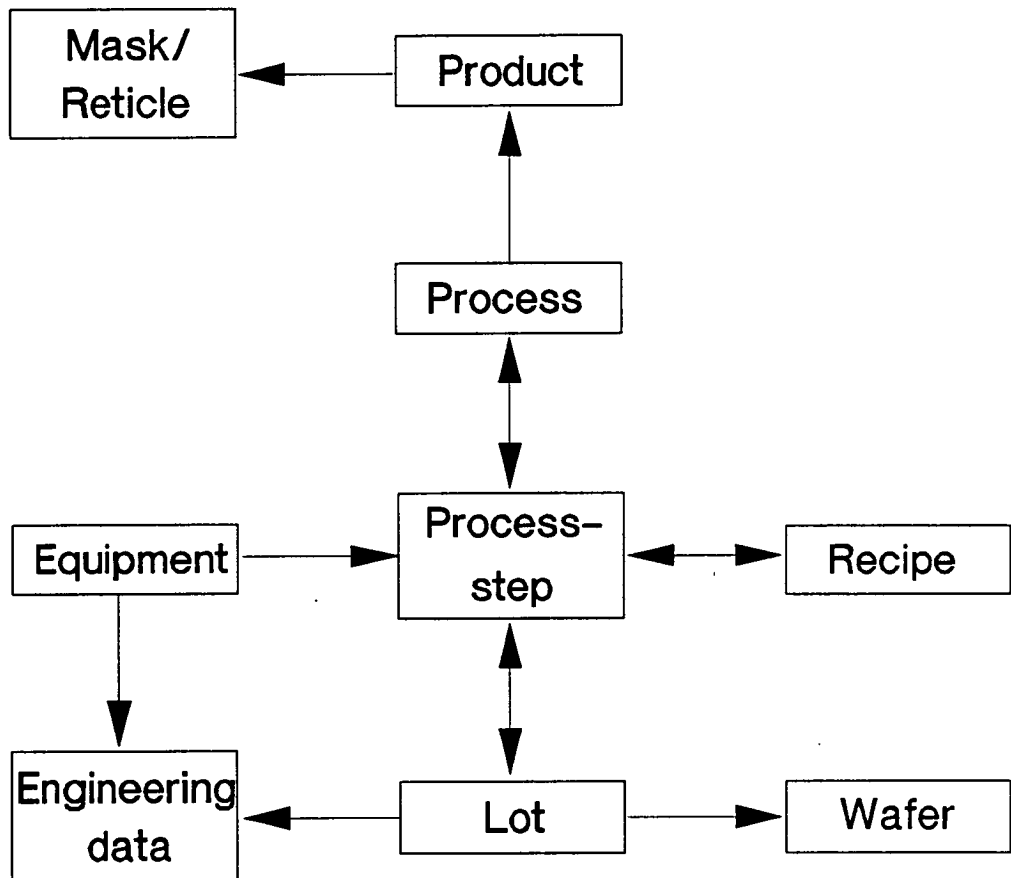 Mask/
Reticle
Product
Process
Equipment
Process-
step
Recipe
Engineering
data
Lot
Wafer